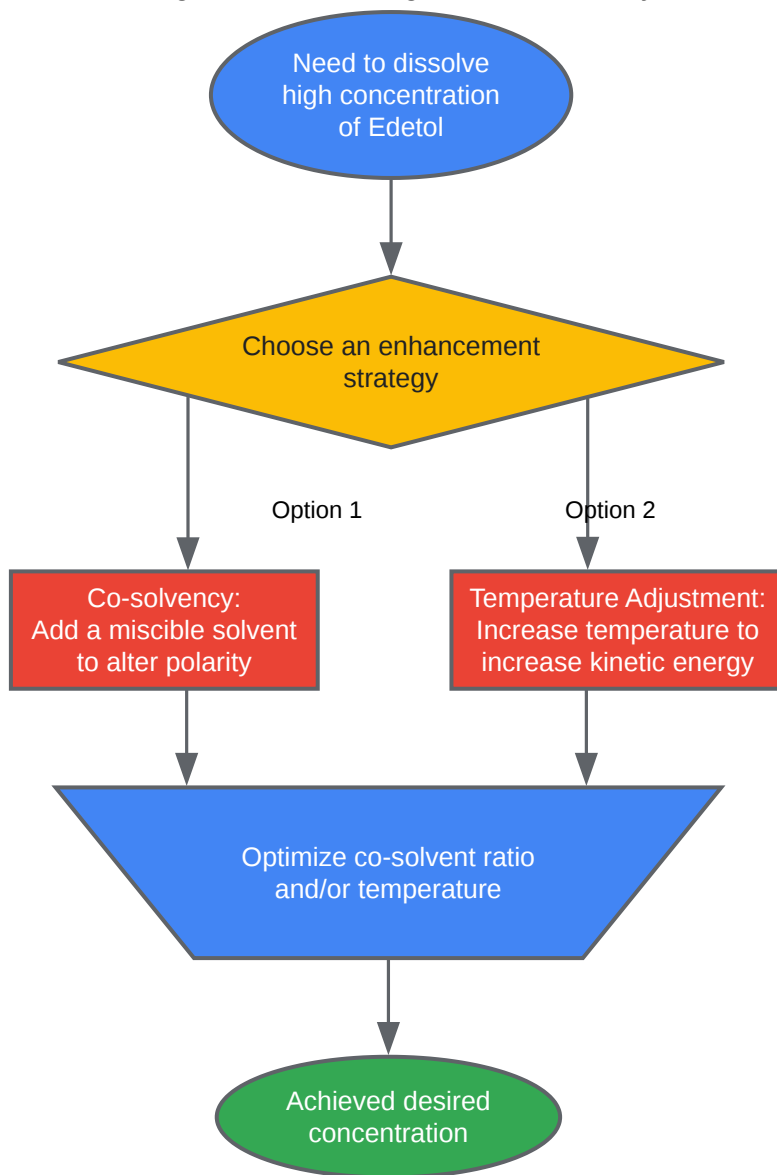 Need to dissolve
high concentration
of Edetol
Choose an enhancement
strategy
Option 1
Option 2
Co-solvency:
Add a miscible solvent
to alter polarity
Temperature Adjustment:
Increase temperature to
increase kinetic energy
Optimize co-solvent ratio
and/or temperature
Achieved desired
concentration